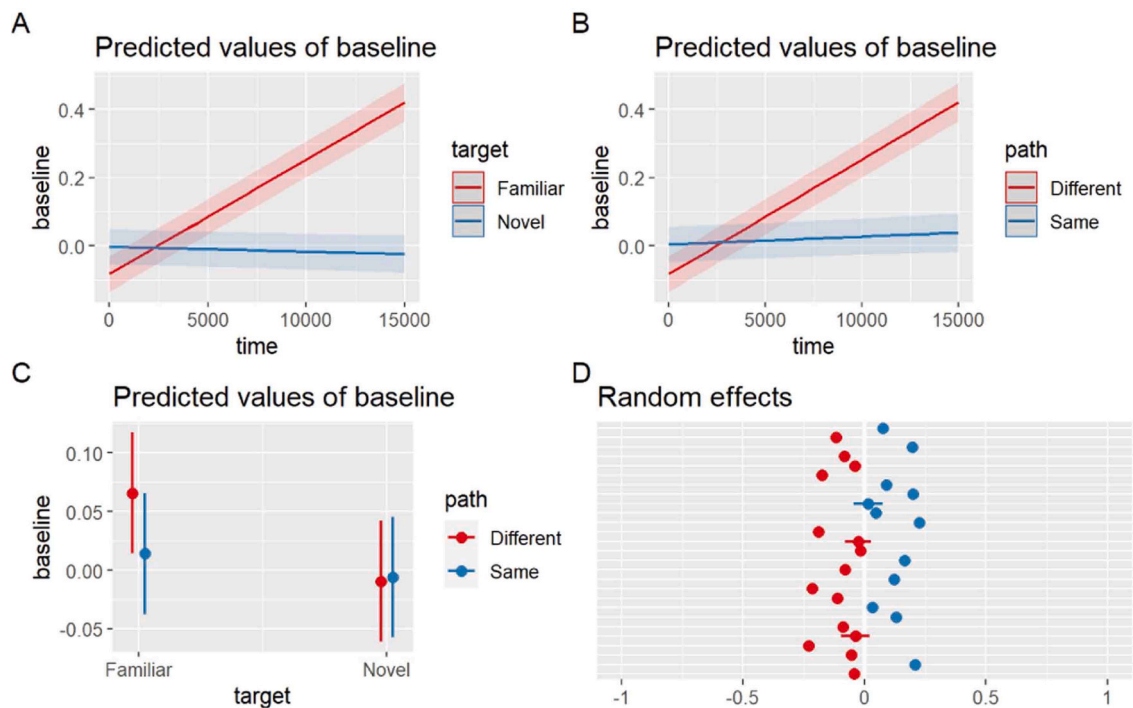 A
Predicted values of baseline
baseline
0.4
0.2
0.0
0
5000
10000
15000
time
target
Familiar
Novel
B
Predicted values of baseline
baseline
0.4
0.2
0.0
0
5000
10000
15000
time
path
Different
Same
C
Predicted values of baseline
baseline
0.10
0.05
0.00
-0.05
Familiar
Novel
target
path
Different
Same
D
Random effects
-1
-0.5
0
0.5
1